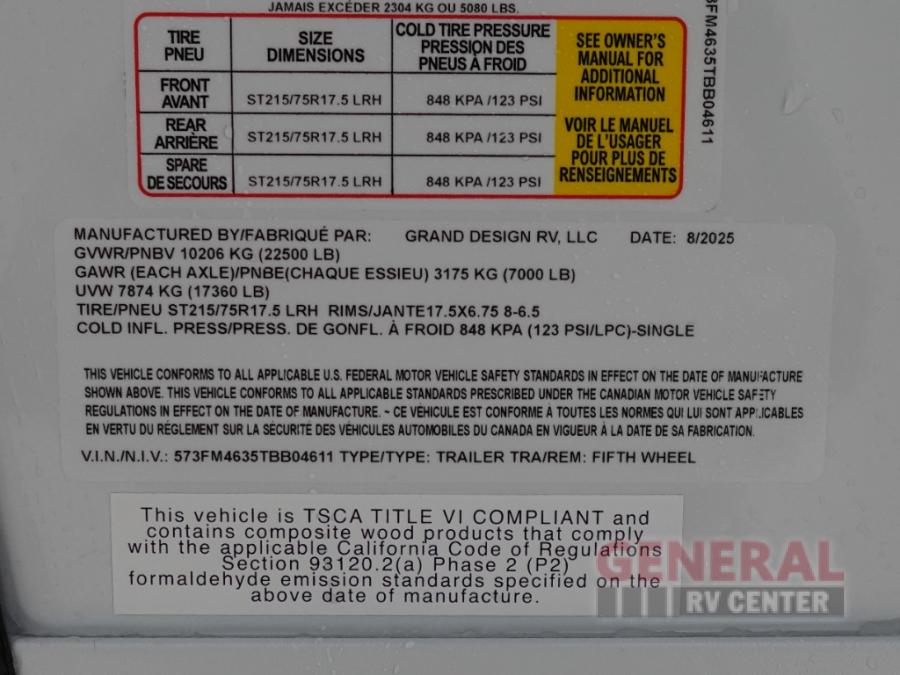 JAMAIS EXCÉDER 2304 KG OU 5080 LBS.
TIRE PNEU SIZE DIMENSIONS COLD TIRE PRESSURE PRESSION DES PNEUS À FROID
FRONT AVANT ST215/75R17.5 LRH 848 KPA /123 PSI
REAR ARRIÈRE ST215/75R17.5 LRH 848 KPA /123 PSI
SPARE DE SECOURS ST215/75R17.5 LRH 848 KPA /123 PSI
SEE OWNER'S
MANUAL FOR
ADDITIONAL
INFORMATION
VOIR LE MANUEL
DE L'USAGER
POUR PLUS DE
RENSEIGNEMENTS
FM4635TBB04611
MANUFACTURED BY/FABRIQUÉ PAR: GRAND DESIGN RV, LLC DATE: 8/2025
GVWR/PNBV 10206 KG (22500 LB)
GAWR (EACH AXLE)/PNBE(CHAQUE ESSIEU) 3175 KG (7000 LB)
UVW 7874 KG (17360 LB)
TIRE/PNEU ST215/75R17.5 LRH RIMS/JANTE17.5X6.75 8-6.5
COLD INFL. PRESS/PRESS. DE GONFL. À FROID 848 KPA (123 PSI/LPC)-SINGLE
THIS VEHICLE CONFORMS TO ALL APPLICABLE U.S. FEDERAL MOTOR VEHICLE SAFETY STANDARDS IN EFFECT ON THE DATE OF MANUFACTURE
SHOWN ABOVE. THIS VEHICLE CONFORMS TO ALL APPLICABLE STANDARDS PRESCRIBED UNDER THE CANADIAN MOTOR VEHICLE SAFETY
REGULATIONS IN EFFECT ON THE DATE OF MANUFACTURE. ~ CE VÉHICULE EST CONFORME À TOUTES LES NORMES QUI LUI SONT APPLICABLES
EN VERTU DU RÈGLEMENT SUR LA SÉCURITÉ DES VÉHICULES AUTOMOBILES DU CANADA EN VIGUEUR À LA DATE DE SA FABRICATION.
V.I.N./N.I.V.: 573FM4635TBB04611 TYPE/TYPE: TRAILER TRA/REM: FIFTH WHEEL
This vehicle is TSCA TITLE VI COMPLIANT and
contains composite wood products that comply
with the applicable California Code of Regulations
Section 93120.2(a) Phase 2 (P2)
formaldehyde emission standards specified on the
above date of manufacture.
GENERAL
RV CENTER